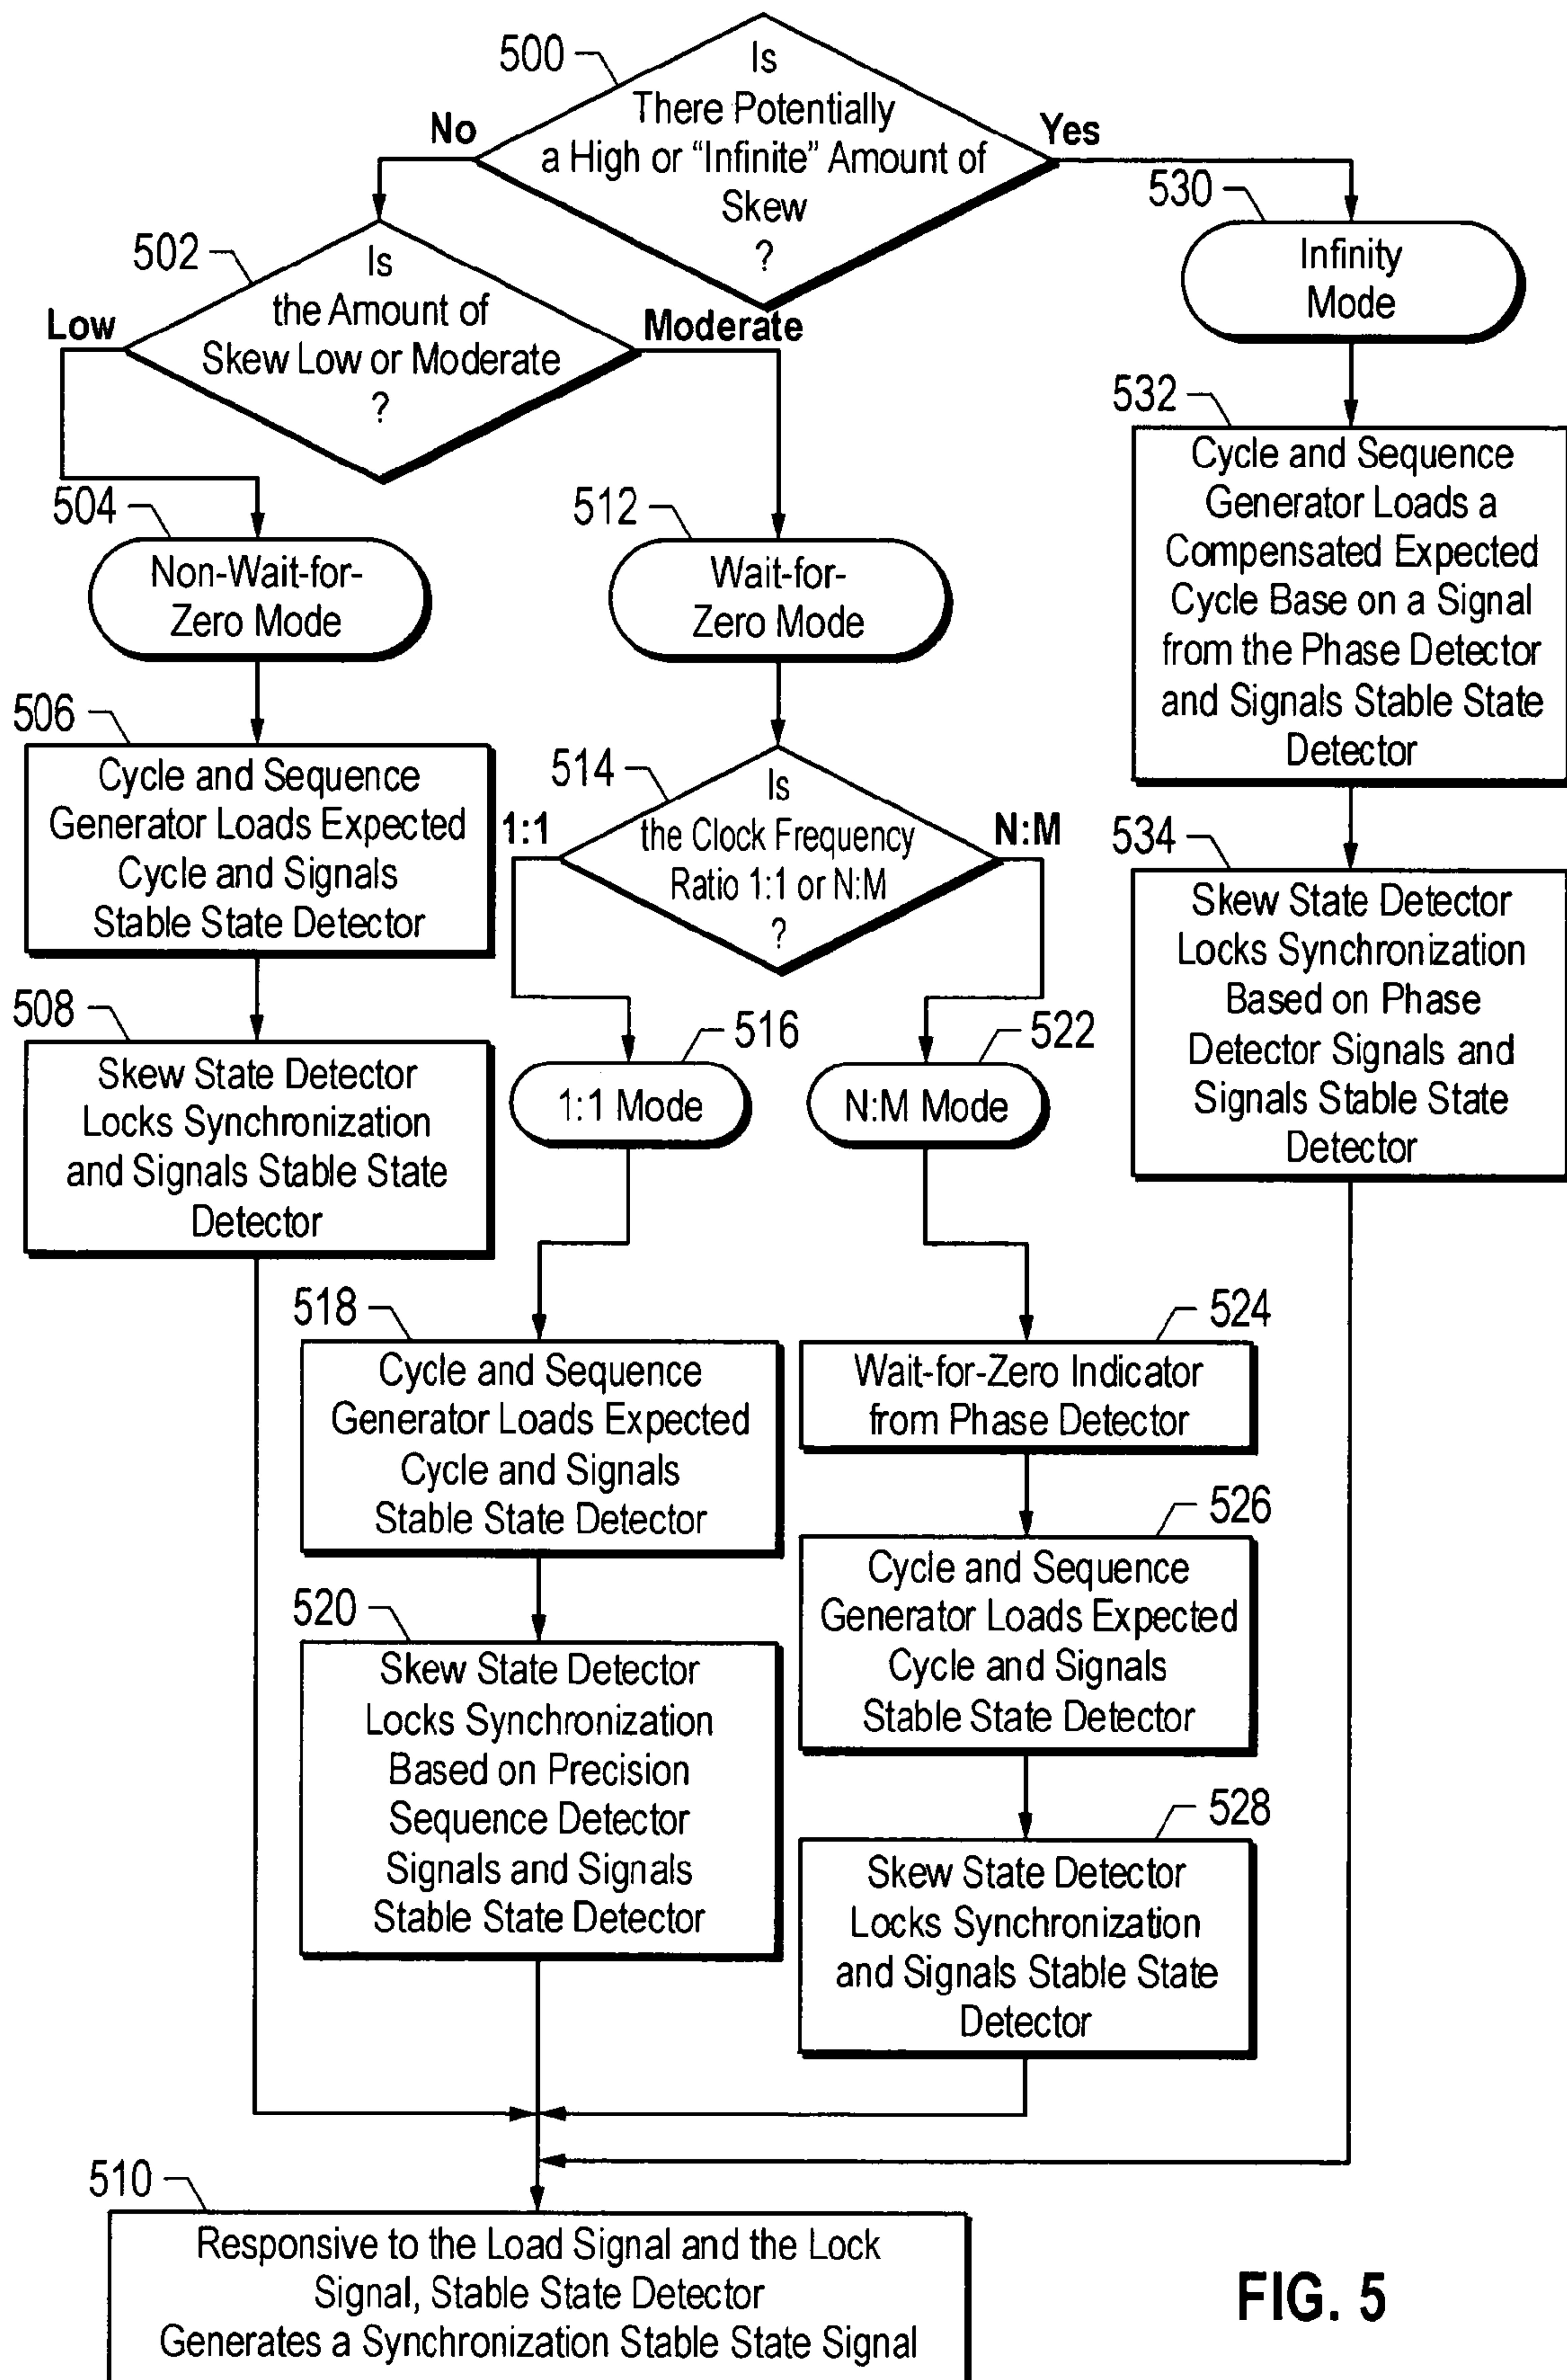 500
Is
There Potentially
a High or “Infinite” Amount of
Skew
?
No
Yes
502
Is
the Amount of
Skew Low or Moderate
?
Low
Moderate
530
Infinity
Mode
504
Non-Wait-for-
Zero Mode
512
Wait-for-
Zero Mode
532
Cycle and Sequence
Generator Loads a
Compensated Expected
Cycle Base on a Signal
from the Phase Detector
and Signals Stable State
Detector
506
Cycle and Sequence
Generator Loads Expected
Cycle and Signals
Stable State Detector
514
Is
the Clock Frequency
Ratio 1:1 or N:M
?
1:1
N:M
534
Skew State Detector
Locks Synchronization
Based on Phase
Detector Signals and
Signals Stable State
Detector
508
Skew State Detector
Locks Synchronization
and Signals Stable State
Detector
516
1:1 Mode
522
N:M Mode
518
Cycle and Sequence
Generator Loads Expected
Cycle and Signals
Stable State Detector
524
Wait-for-Zero Indicator
from Phase Detector
520
Skew State Detector
Locks Synchronization
Based on Precision
Sequence Detector
Signals and Signals
Stable State Detector
526
Cycle and Sequence
Generator Loads Expected
Cycle and Signals
Stable State Detector
528
Skew State Detector
Locks Synchronization
and Signals Stable State
Detector
510
Responsive to the Load Signal and the Lock
Signal, Stable State Detector
Generates a Synchronization Stable State Signal
FIG. 5